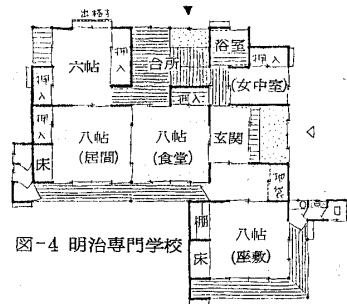 出格子
六帖
押入
台所
浴室
押入
(女中室)
押入
押入
押入
床
八帖
(居間)
八帖
(食堂)
玄関
地袋
棚
床
八帖
(座敷)
図-4 明治専門学校